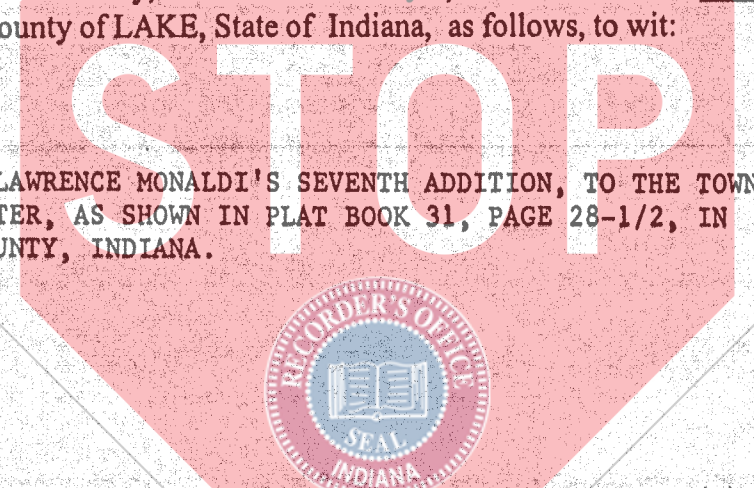 ounty of LAKE, State of Indiana, as follows, to wit:
STOP
LAWRENCE MONALDI'S SEVENTH ADDITION, TO THE TOWN
TER, AS SHOWN IN PLAT BOOK 31, PAGE 28-1/2, IN
UNTY, INDIANA.
RECORDER'S OFFICE
SEAL
INDIANA